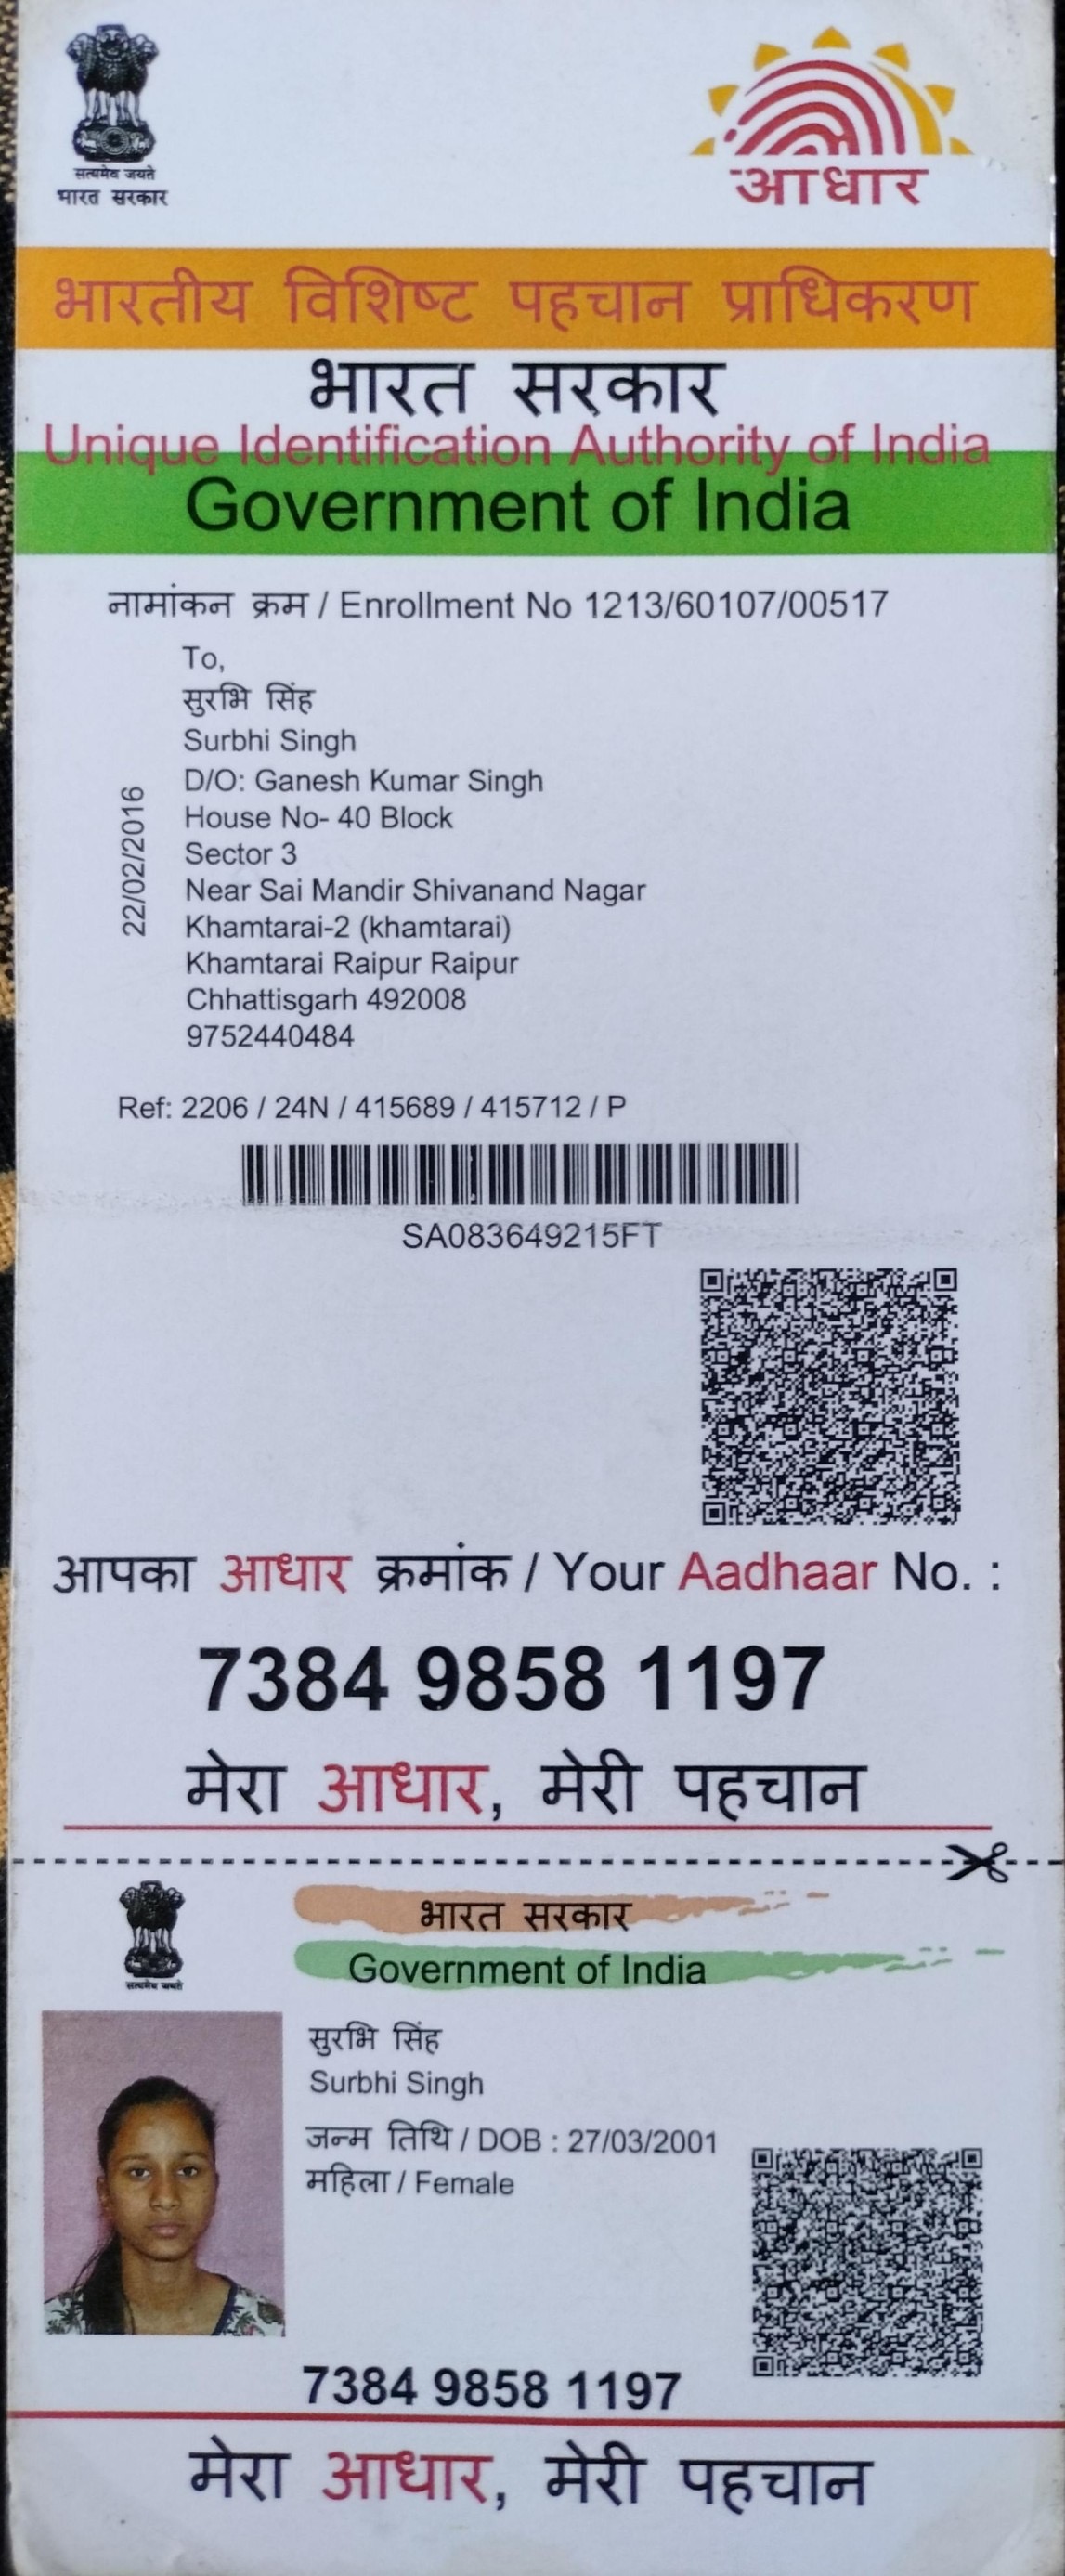 सत्यमेव जयते
भारत सरकार
आधार
भारतीय विशिष्ट पहचान प्राधिकरण
भारत सरकार
Unique Identification Authority of India
Government of India
नामांकन क्रम / Enrollment No 1213/60107/00517
To,
सुरभि सिंह
Surbhi Singh
D/O: Ganesh Kumar Singh
House No- 40 Block
Sector 3
Near Sai Mandir Shivanand Nagar
Khamtarai-2 (khamtarai)
Khamtarai Raipur Raipur
Chhattisgarh 492008
9752440484
22/02/2016
Ref: 2206 / 24N / 415689 / 415712 / P
SA083649215FT
आपका आधार क्रमांक / Your Aadhaar No. :
7384 9858 1197
मेरा आधार, मेरी पहचान
सत्यमेव जयते
भारत सरकार
Government of India
सुरभि सिंह
Surbhi Singh
जन्म तिथि / DOB : 27/03/2001
महिला / Female
7384 9858 1197
मेरा आधार, मेरी पहचान